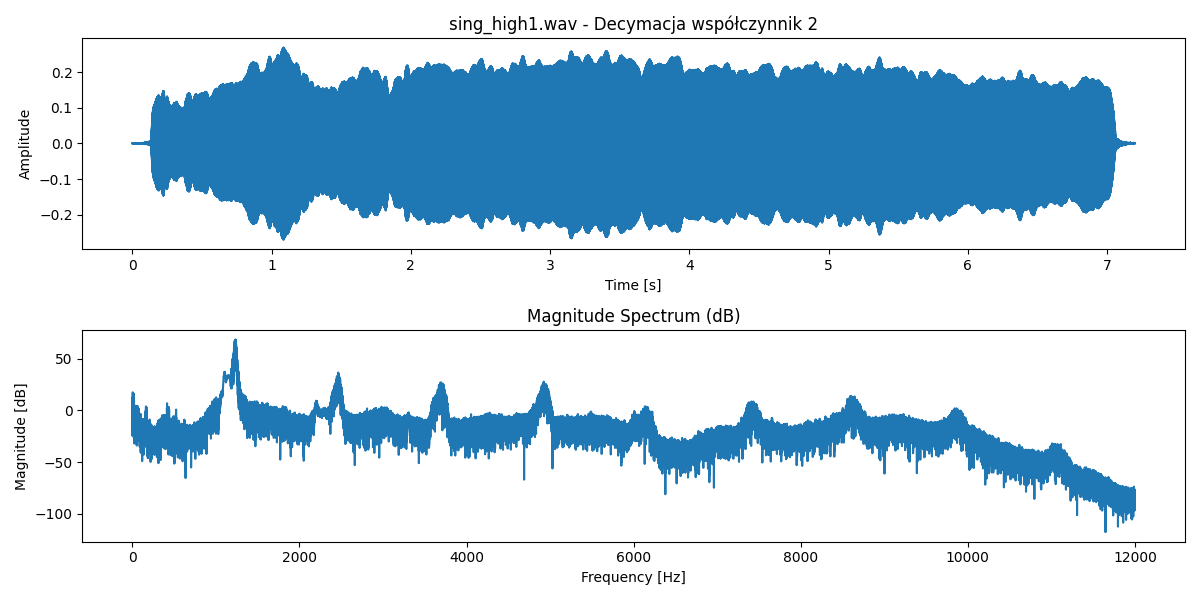 sing_high1.wav - Decymacja współczynnik 2
0.2
0.1
0.0
−0.1
−0.2
Amplitude
0 1 2 3 4 5 6 7
Time [s]
Magnitude Spectrum (dB)
50
0
−50
−100
Magnitude [dB]
0 2000 4000 6000 8000 10000 12000
Frequency [Hz]